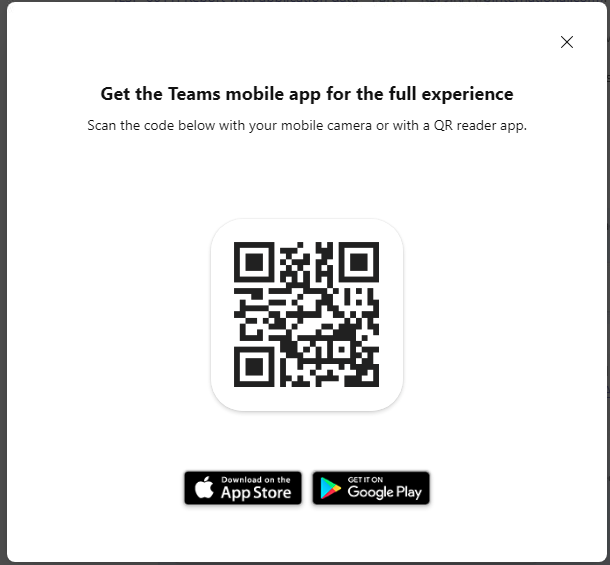 Get the Teams mobile app for the full experience
Scan the code below with your mobile camera or with a QR reader app.
Download on the
App Store
GET IT ON
Google Play